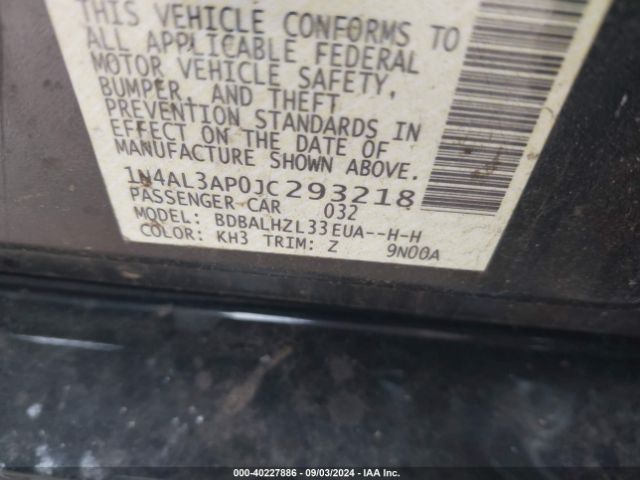 THIS VEHICLE CONFORMS TO
ALL APPLICABLE FEDERAL
MOTOR VEHICLE SAFETY,
BUMPER, AND THEFT
PREVENTION STANDARDS IN
EFFECT ON THE DATE OF
MANUFACTURE SHOWN ABOVE.
1N4AL3AP0JC293218
PASSENGER CAR 032
MODEL: BDBALHZL33EUA--H-H
COLOR: KH3 TRIM: Z 9N00A
000-40227886 - 09/03/2024 - IAA Inc.